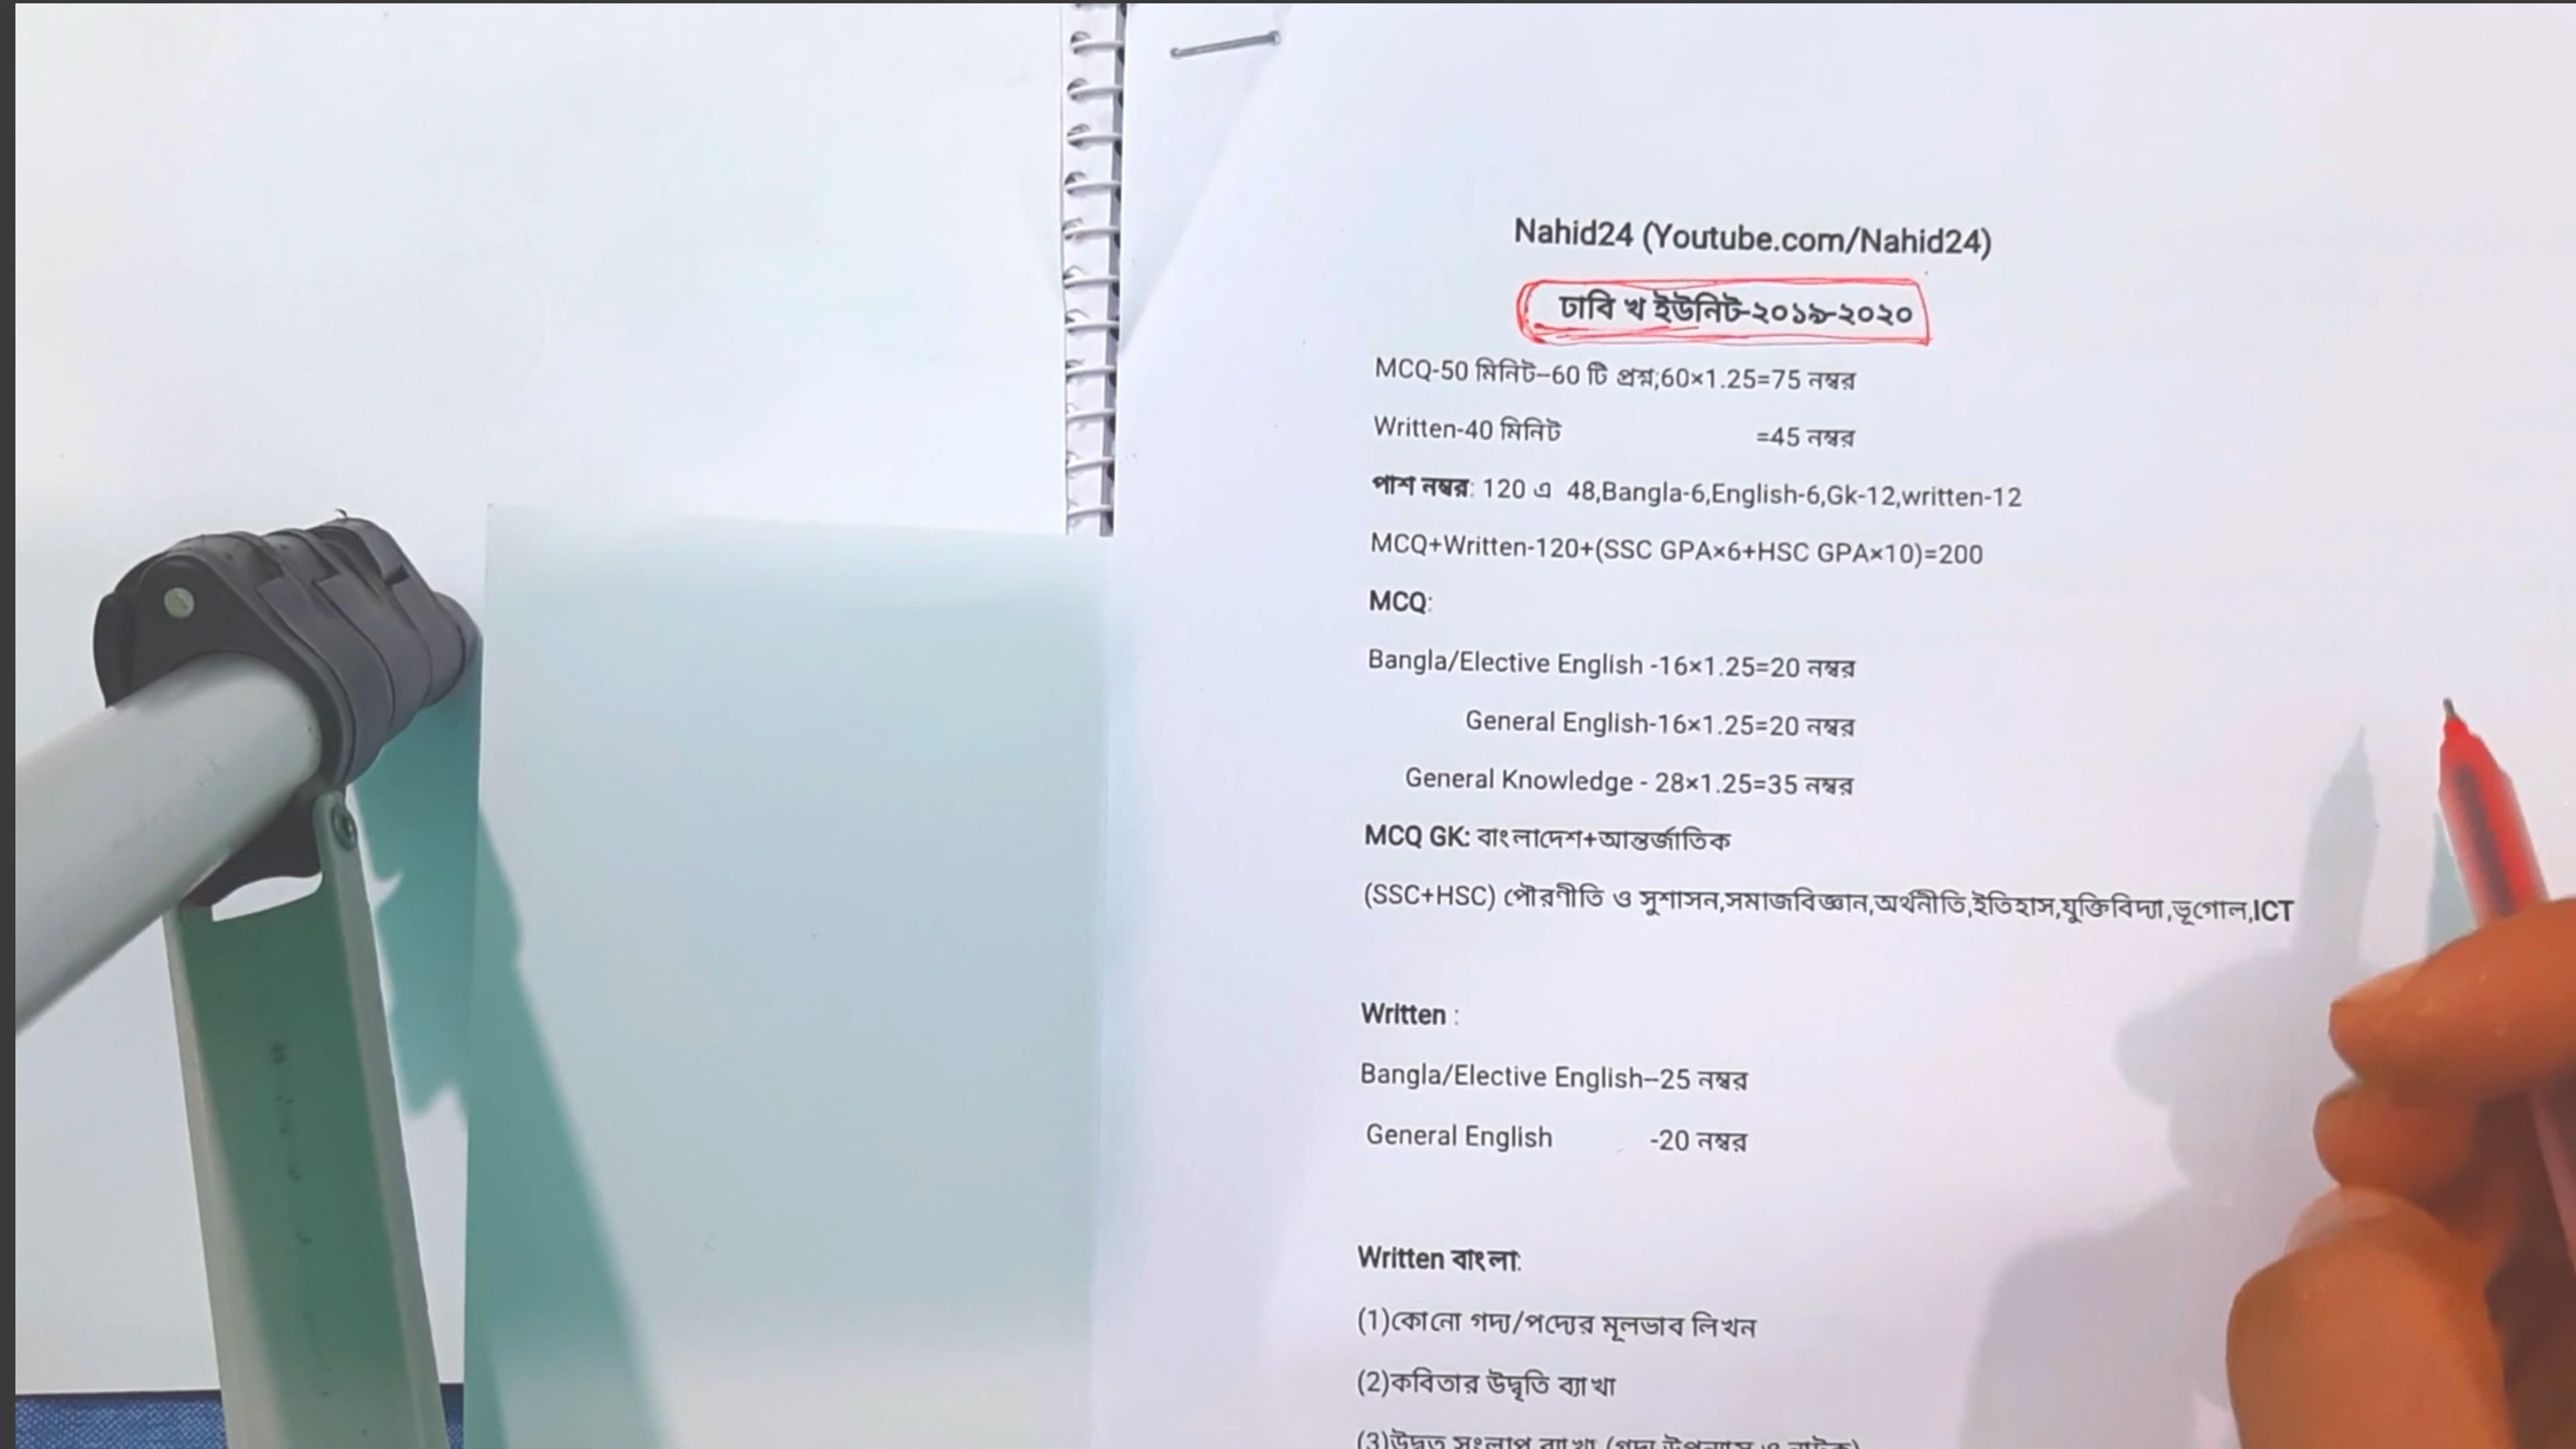 Nahid24 (Youtube.com/Nahid24)
ঢাবি খ ইউনিট-২০১৯-২০২০
MCQ-50 মিনিট–60 টি প্রশ্ন;60×1.25=75 নম্বর
Written-40 মিনিট =45 নম্বর
পাশ নম্বর: 120 এ 48,Bangla-6,English-6,Gk-12,written-12
MCQ+Written-120+(SSC GPA×6+HSC GPA×10)=200
MCQ:
Bangla/Elective English -16×1.25=20 নম্বর
General English-16×1.25=20 নম্বর
General Knowledge - 28×1.25=35 নম্বর
MCQ GK: বাংলাদেশ+আন্তর্জাতিক
(SSC+HSC) পৌরণীতি ও সুশাসন,সমাজবিজ্ঞান,অর্থনীতি,ইতিহাস,যুক্তিবিদ্যা,ভূগোল,ICT
Written :
Bangla/Elective English–25 নম্বর
General English -20 নম্বর
Written বাংলা:
(1)কোনো গদ্য/পদ্যের মূলভাব লিখন
(2)কবিতার উদ্বৃতি ব্যাখা
(3)উদ্বৃত সংলাপ ব্যাখা (গদ্য উপন্যাস ও নাটক)